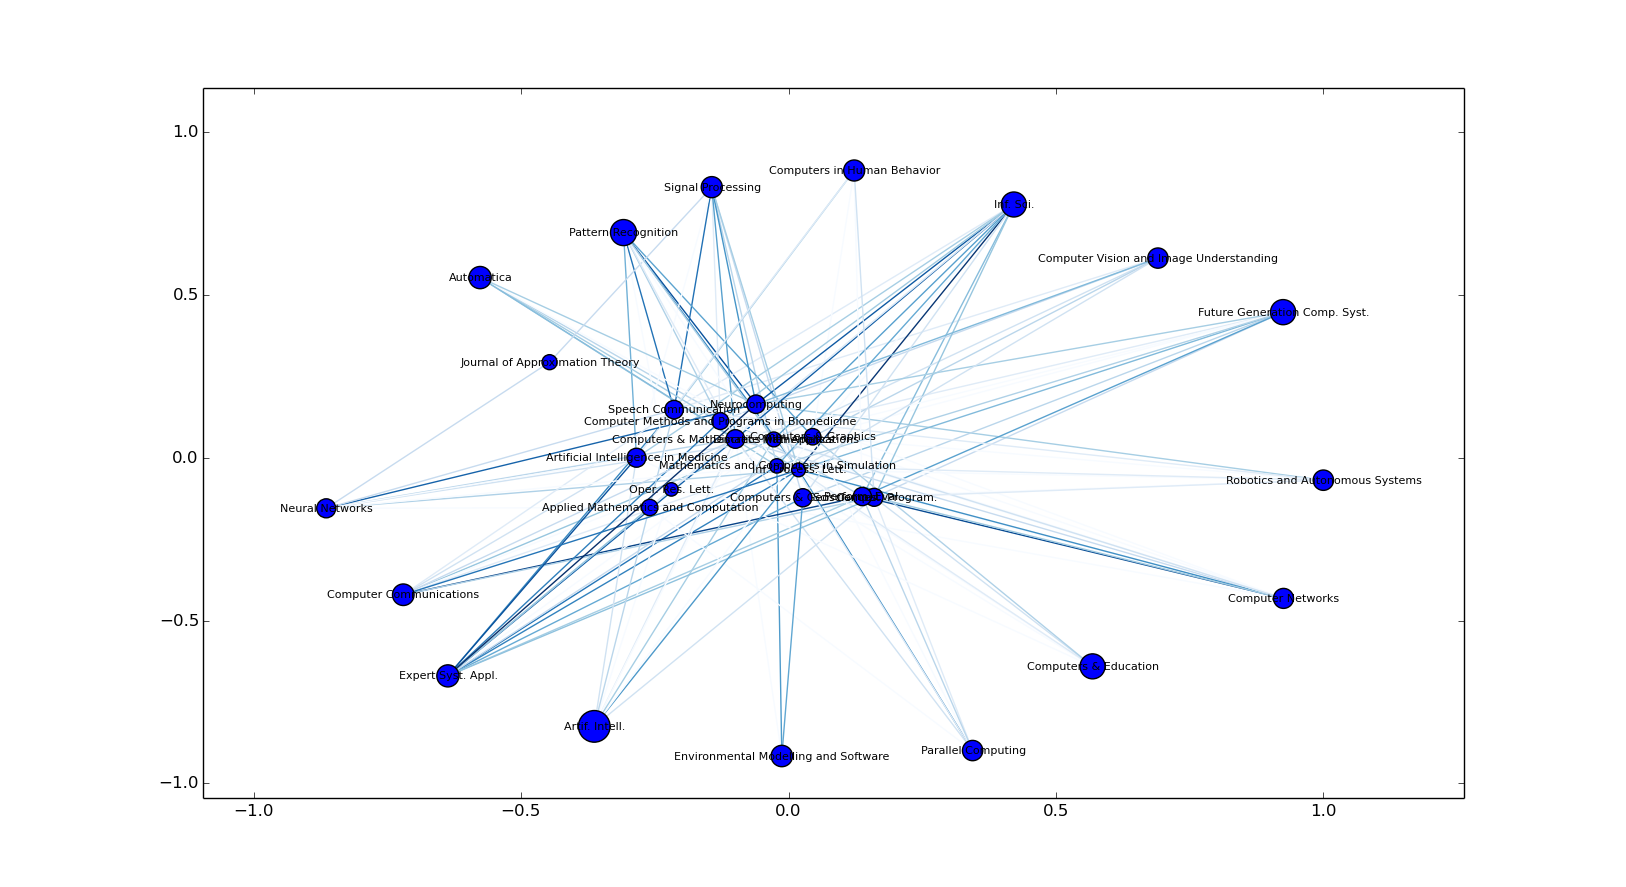 1.0
0.5
0.0
−0.5
−1.0
−1.0
−0.5
0.0
0.5
1.0
Computers in Human Behavior
Signal Processing
Inf. Sci.
Pattern Recognition
Computer Vision and Image Understanding
Automatica
Future Generation Comp. Syst.
Journal of Approximation Theory
Neurocomputing
Speech Communication
Computer Methods and Programs in Biomedicine
Computers & Graphics
Computers & Mathematics with Applications
Artificial Intelligence in Medicine
Mathematics and Computers in Simulation
Inf. Process. Lett.
Robotics and Autonomous Systems
Oper. Res. Lett.
Computers & Geosciences
Program.
Applied Mathematics and Computation
Neural Networks
Computer Communications
Computer Networks
Computers & Education
Expert Syst. Appl.
Artif. Intell.
Parallel Computing
Environmental Modelling and Software